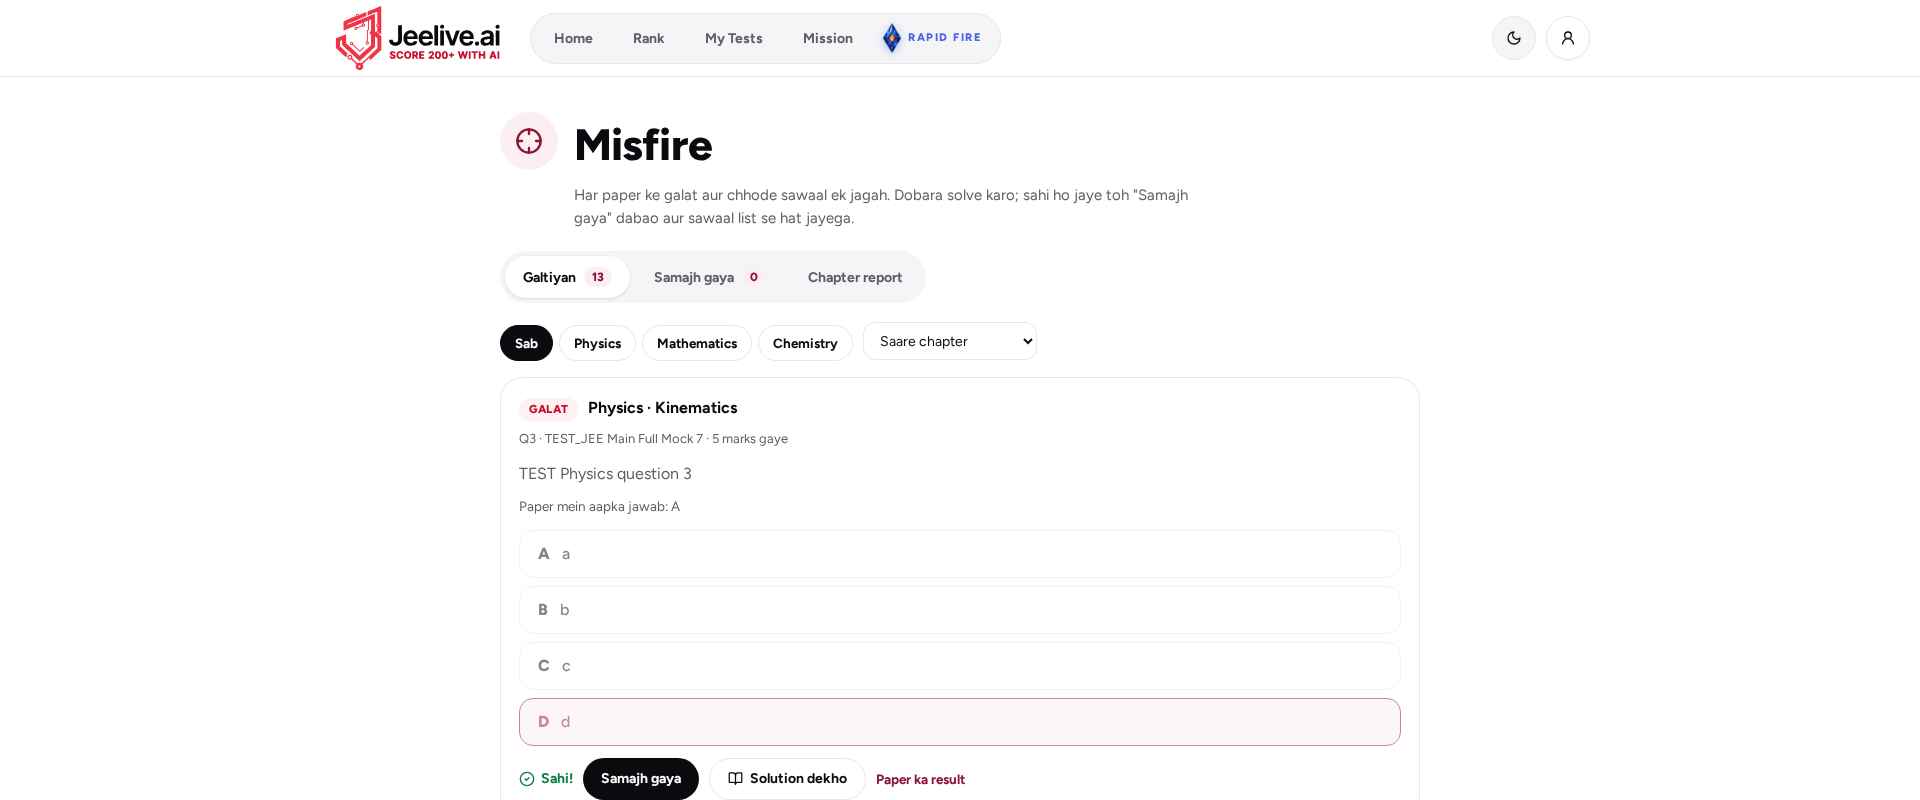 Jeelive.ai
SCORE 200+ WITH AI
Home
Rank
My Tests
Mission
RAPID FIRE
Misfire
Har paper ke galat aur chhode sawaal ek jagah. Dobara solve karo; sahi ho jaye toh "Samajh
gaya" dabao aur sawaal list se hat jayega.
Galtiyan 13
Samajh gaya 0
Chapter report
Sab
Physics
Mathematics
Chemistry
Saare chapter
GALAT Physics · Kinematics
Q3 · TEST_JEE Main Full Mock 7 · 5 marks gaye
TEST Physics question 3
Paper mein aapka jawab: A
A a
B b
C c
D d
Sahi!
Samajh gaya
Solution dekho
Paper ka result